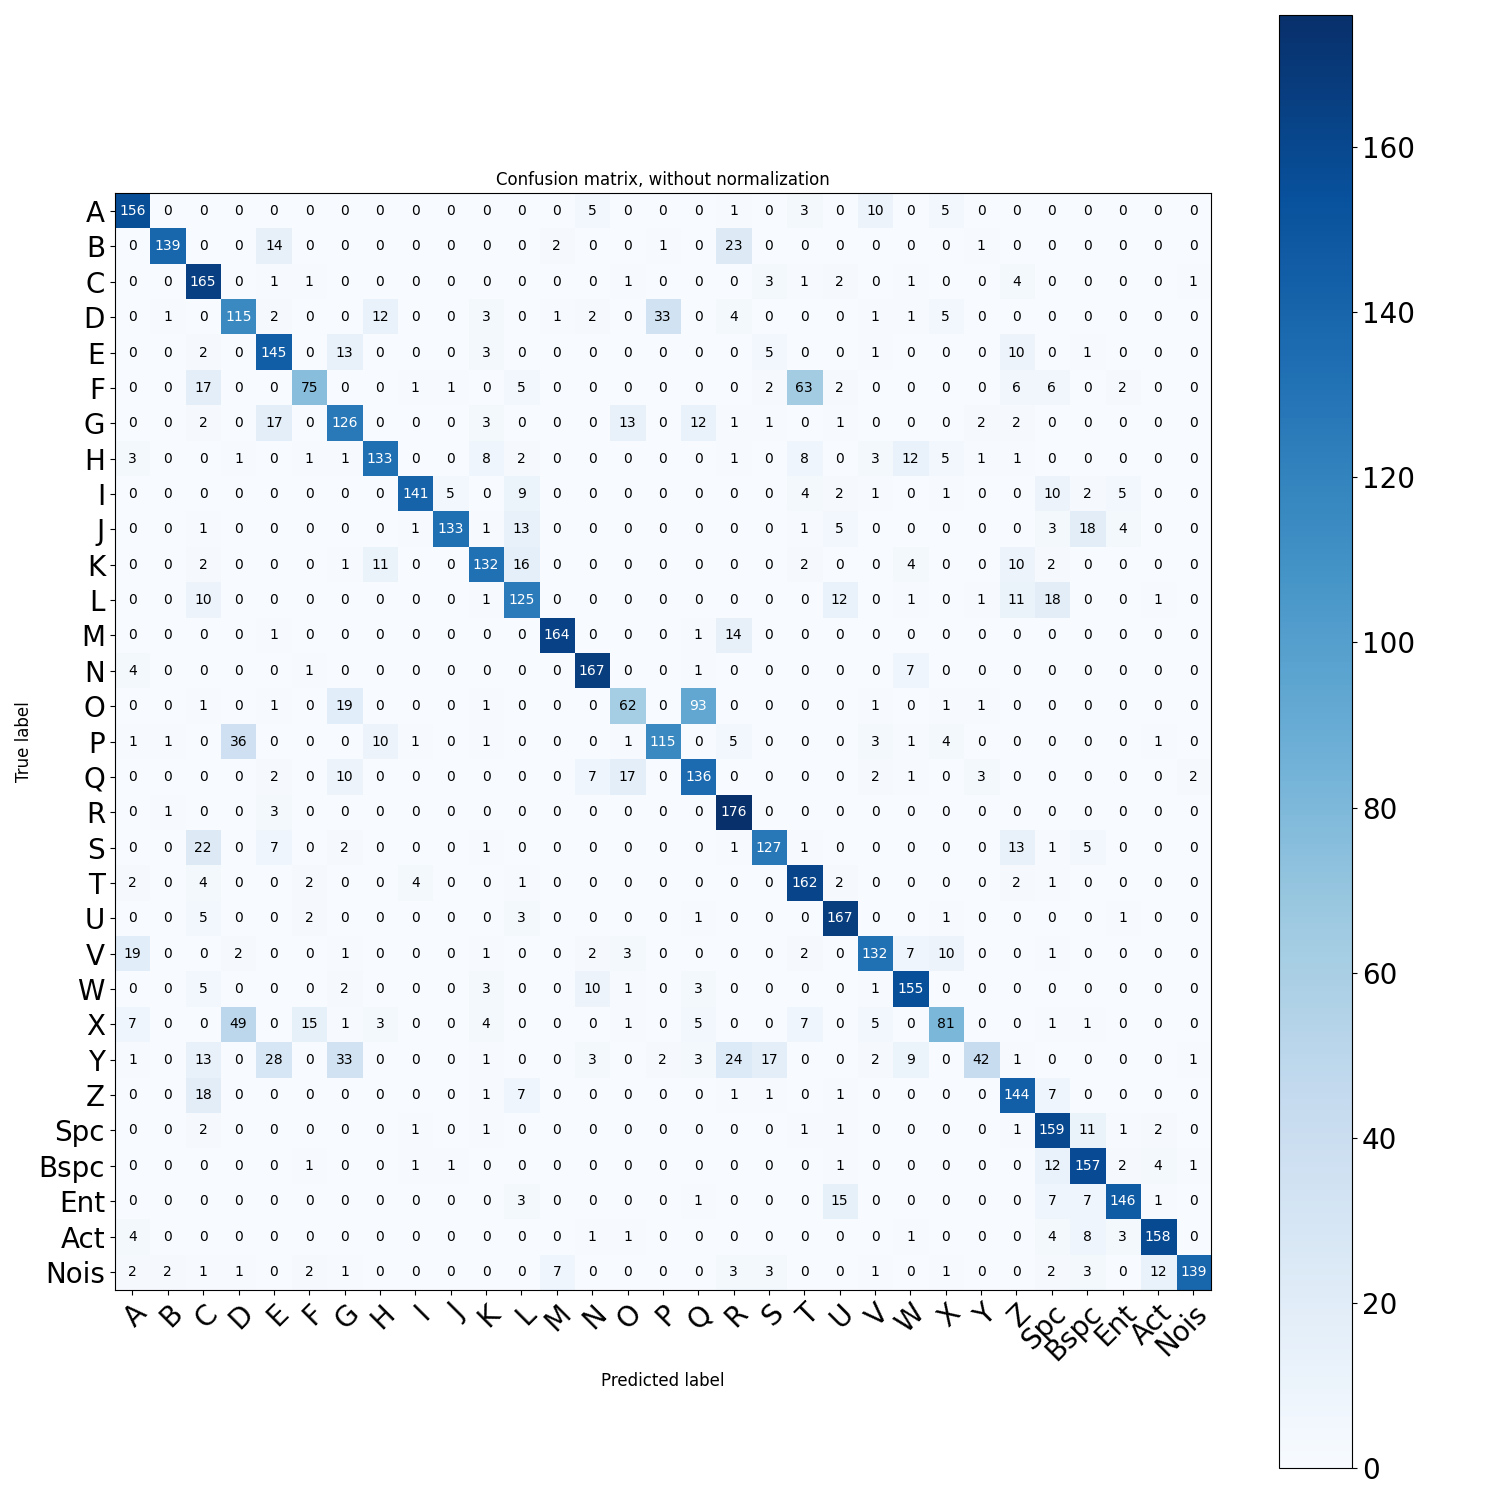 Confusion matrix, without normalization
A 156 0 0 0 0 0 0 0 0 0 0 0 0 5 0 0 0 1 0 3 0 10 0 5 0 0 0 0 0 0 0
B 0 139 0 0 14 0 0 0 0 0 0 0 2 0 0 1 0 23 0 0 0 0 0 0 1 0 0 0 0 0 0
C 0 0 165 0 1 1 0 0 0 0 0 0 0 0 1 0 0 0 3 1 2 0 1 0 0 4 0 0 0 0 1
D 0 1 0 115 2 0 0 12 0 0 3 0 1 2 0 33 0 4 0 0 0 1 1 5 0 0 0 0 0 0 0
E 0 0 2 0 145 0 13 0 0 0 3 0 0 0 0 0 0 0 5 0 0 1 0 0 0 10 0 1 0 0 0
F 0 0 17 0 0 75 0 0 1 1 0 5 0 0 0 0 0 0 2 63 2 0 0 0 0 6 6 0 2 0 0
G 0 0 2 0 17 0 126 0 0 0 3 0 0 0 13 0 12 1 1 0 1 0 0 0 2 2 0 0 0 0 0
H 3 0 0 1 0 1 1 133 0 0 8 2 0 0 0 0 0 1 0 8 0 3 12 5 1 1 0 0 0 0 0
I 0 0 0 0 0 0 0 0 141 5 0 9 0 0 0 0 0 0 0 4 2 1 0 1 0 0 10 2 5 0 0
J 0 0 1 0 0 0 0 0 1 133 1 13 0 0 0 0 0 0 0 1 5 0 0 0 0 0 3 18 4 0 0
K 0 0 2 0 0 0 1 11 0 0 132 16 0 0 0 0 0 0 0 2 0 0 4 0 0 10 2 0 0 0 0
L 0 0 10 0 0 0 0 0 0 0 1 125 0 0 0 0 0 0 0 0 12 0 1 0 1 11 18 0 0 1 0
M 0 0 0 0 1 0 0 0 0 0 0 0 164 0 0 0 1 14 0 0 0 0 0 0 0 0 0 0 0 0 0
N 4 0 0 0 0 1 0 0 0 0 0 0 0 167 0 0 1 0 0 0 0 0 7 0 0 0 0 0 0 0 0
O 0 0 1 0 1 0 19 0 0 0 1 0 0 0 62 0 93 0 0 0 0 1 0 1 1 0 0 0 0 0 0
P 1 1 0 36 0 0 0 10 1 0 1 0 0 0 1 115 0 5 0 0 0 3 1 4 0 0 0 0 0 1 0
Q 0 0 0 0 2 0 10 0 0 0 0 0 0 7 17 0 136 0 0 0 0 2 1 0 3 0 0 0 0 0 2
R 0 1 0 0 3 0 0 0 0 0 0 0 0 0 0 0 0 176 0 0 0 0 0 0 0 0 0 0 0 0 0
S 0 0 22 0 7 0 2 0 0 0 1 0 0 0 0 0 0 1 127 1 0 0 0 0 0 13 1 5 0 0 0
T 2 0 4 0 0 2 0 0 4 0 0 1 0 0 0 0 0 0 0 162 2 0 0 0 0 2 1 0 0 0 0
U 0 0 5 0 0 2 0 0 0 0 0 3 0 0 0 0 1 0 0 0 167 0 0 1 0 0 0 0 1 0 0
V 19 0 0 2 0 0 1 0 0 0 1 0 0 2 3 0 0 0 0 2 0 132 7 10 0 0 1 0 0 0 0
W 0 0 5 0 0 0 2 0 0 0 3 0 0 10 1 0 3 0 0 0 0 1 155 0 0 0 0 0 0 0 0
X 7 0 0 49 0 15 1 3 0 0 4 0 0 0 1 0 5 0 0 7 0 5 0 81 0 0 1 1 0 0 0
Y 1 0 13 0 28 0 33 0 0 0 1 0 0 3 0 2 3 24 17 0 0 2 9 0 42 1 0 0 0 0 1
Z 0 0 18 0 0 0 0 0 0 0 1 7 0 0 0 0 0 1 1 0 1 0 0 0 0 144 7 0 0 0 0
Spc 0 0 2 0 0 0 0 0 1 0 1 0 0 0 0 0 0 0 0 1 1 0 0 0 0 1 159 11 1 2 0
Bspc 0 0 0 0 0 1 0 0 1 1 0 0 0 0 0 0 0 0 0 0 1 0 0 0 0 0 12 157 2 4 1
Ent 0 0 0 0 0 0 0 0 0 0 0 3 0 0 0 0 1 0 0 0 15 0 0 0 0 0 7 7 146 1 0
Act 4 0 0 0 0 0 0 0 0 0 0 0 0 1 1 0 0 0 0 0 0 0 1 0 0 0 4 8 3 158 0
Nois 2 2 1 1 0 2 1 0 0 0 0 0 7 0 0 0 0 3 3 0 0 1 0 1 0 0 2 3 0 12 139
A B C D E F G H I J K L M N O P Q R S T U V W X Y Z Spc Bspc Ent Act Nois
Predicted label
True label
160
140
120
100
80
60
40
20
0